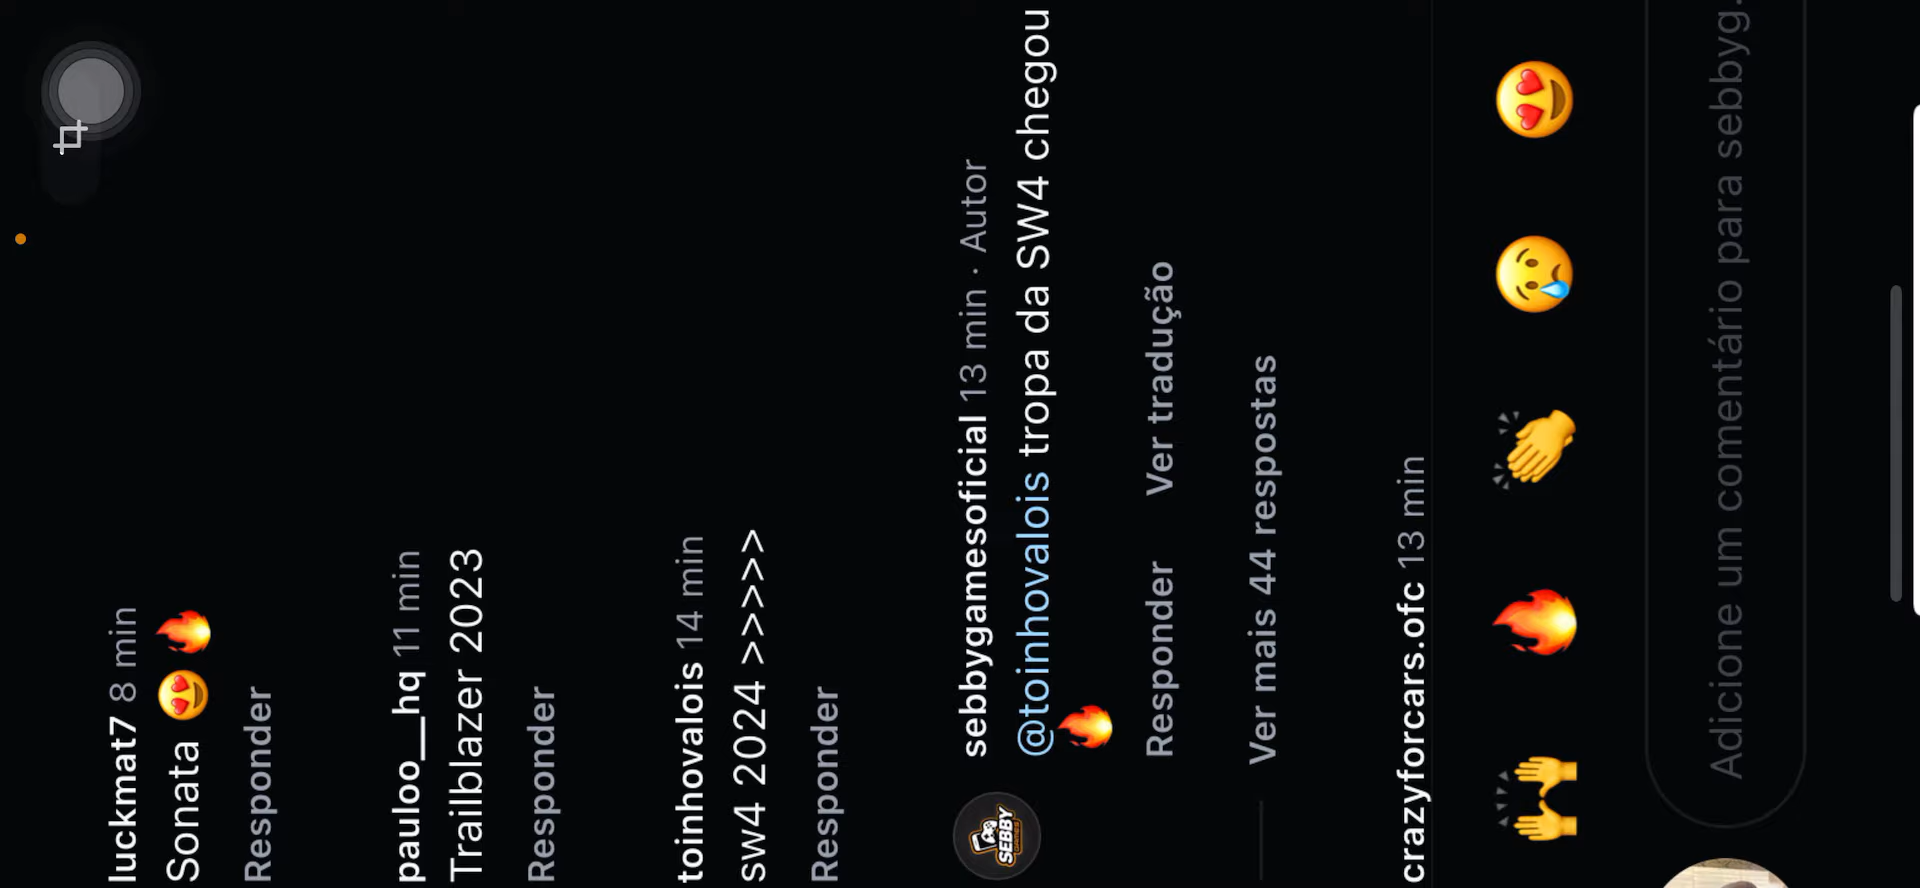 luckmat7 8 min
Sonata 😍 🔥
Responder
pauloo__hq 11 min
Trailblazer 2023
Responder
toinhovalois 14 min
sw4 2024 >>>>>>
Responder
sebbygamesoficial 13 min · Autor
@toinhovalois tropa da SW4 chegou
🔥
Responder Ver tradução
SEBBY
GAMES
Ver mais 44 respostas
crazyforcars.ofc 13 min
🙌 🔥 👏 😢 😍
Adicione um comentário para sebbyg.